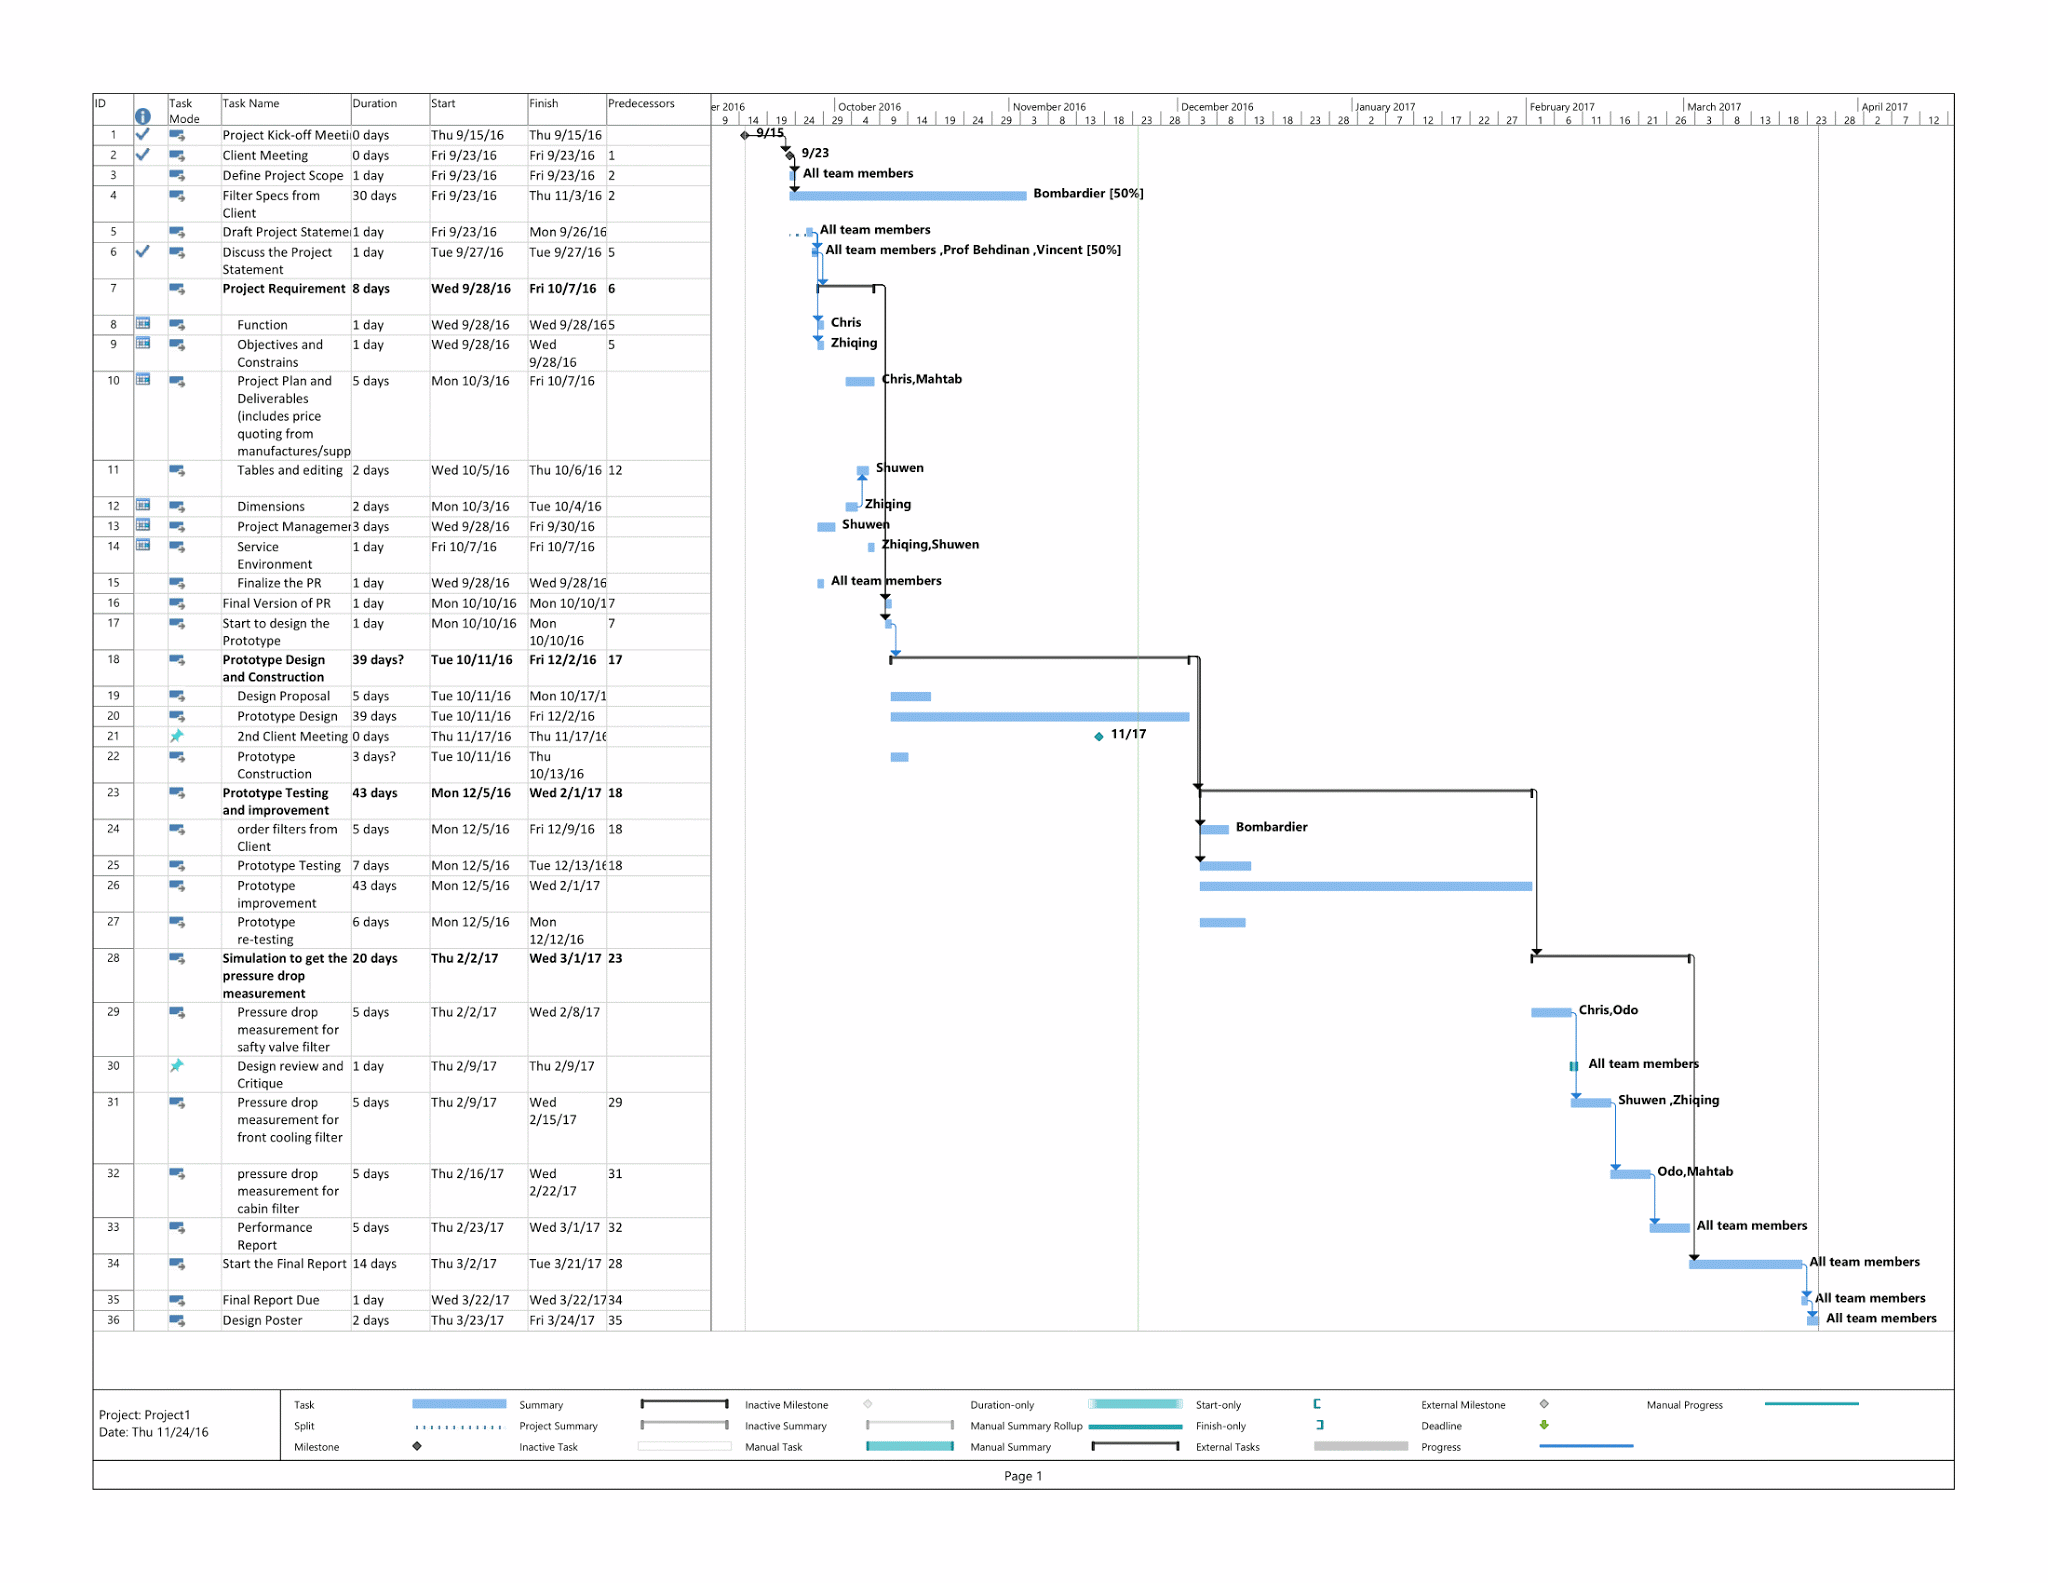 ID Task Mode Task Name Duration Start Finish Predecessors
er 2016 October 2016 November 2016 December 2016 January 2017 February 2017 March 2017 April 2017
9 14 19 24 29 4 9 14 19 24 29 3 8 13 18 23 28 3 8 13 18 23 28 2 7 12 17 22 27 1 6 11 16 21 26 3 8 13 18 23 28 2 7 12
1 Project Kick-off Meeti 0 days Thu 9/15/16 Thu 9/15/16 9/15
2 Client Meeting 0 days Fri 9/23/16 Fri 9/23/16 1 9/23
3 Define Project Scope 1 day Fri 9/23/16 Fri 9/23/16 2 All team members
4 Filter Specs from 30 days Fri 9/23/16 Thu 11/3/16 2 Bombardier [50%]
Client
5 Draft Project Stateme 1 day Fri 9/23/16 Mon 9/26/16 All team members
6 Discuss the Project 1 day Tue 9/27/16 Tue 9/27/16 5 All team members ,Prof Behdinan ,Vincent [50%]
Statement
7 Project Requirement 8 days Wed 9/28/16 Fri 10/7/16 6
8 Function 1 day Wed 9/28/16 Wed 9/28/16 5 Chris
9 Objectives and 1 day Wed 9/28/16 Wed 5 Zhiqing
Constrains 9/28/16
10 Project Plan and 5 days Mon 10/3/16 Fri 10/7/16 Chris,Mahtab
Deliverables
(includes price
quoting from
manufactures/supp
11 Tables and editing 2 days Wed 10/5/16 Thu 10/6/16 12 Shuwen
12 Dimensions 2 days Mon 10/3/16 Tue 10/4/16 Zhiqing
13 Project Managemer 3 days Wed 9/28/16 Fri 9/30/16 Shuwen
14 Service 1 day Fri 10/7/16 Fri 10/7/16 Zhiqing,Shuwen
Environment
15 Finalize the PR 1 day Wed 9/28/16 Wed 9/28/16 All team members
16 Final Version of PR 1 day Mon 10/10/16 Mon 10/10/1 7
17 Start to design the 1 day Mon 10/10/16 Mon 7
Prototype 10/10/16
18 Prototype Design 39 days? Tue 10/11/16 Fri 12/2/16 17
and Construction
19 Design Proposal 5 days Tue 10/11/16 Mon 10/17/1
20 Prototype Design 39 days Tue 10/11/16 Fri 12/2/16
21 2nd Client Meeting 0 days Thu 11/17/16 Thu 11/17/16 11/17
22 Prototype 3 days? Tue 10/11/16 Thu
Construction 10/13/16
23 Prototype Testing 43 days Mon 12/5/16 Wed 2/1/17 18
and improvement
24 order filters from 5 days Mon 12/5/16 Fri 12/9/16 18 Bombardier
Client
25 Prototype Testing 7 days Mon 12/5/16 Tue 12/13/16 18
26 Prototype 43 days Mon 12/5/16 Wed 2/1/17
improvement
27 Prototype 6 days Mon 12/5/16 Mon
re-testing 12/12/16
28 Simulation to get the 20 days Thu 2/2/17 Wed 3/1/17 23
pressure drop
measurement
29 Pressure drop 5 days Thu 2/2/17 Wed 2/8/17 Chris,Odo
measurement for
safty valve filter
30 Design review and 1 day Thu 2/9/17 Thu 2/9/17 All team members
Critique
31 Pressure drop 5 days Thu 2/9/17 Wed 29 Shuwen ,Zhiqing
measurement for 2/15/17
front cooling filter
32 pressure drop 5 days Thu 2/16/17 Wed 31 Odo,Mahtab
measurement for 2/22/17
cabin filter
33 Performance 5 days Thu 2/23/17 Wed 3/1/17 32 All team members
Report
34 Start the Final Report 14 days Thu 3/2/17 Tue 3/21/17 28 All team members
35 Final Report Due 1 day Wed 3/22/17 Wed 3/22/17 34 All team members
36 Design Poster 2 days Thu 3/23/17 Fri 3/24/17 35 All team members
Project: Project1
Date: Thu 11/24/16
Task Summary Inactive Milestone Duration-only Start-only External Milestone Manual Progress
Split Project Summary Inactive Summary Manual Summary Rollup Finish-only Deadline
Milestone Inactive Task Manual Task Manual Summary External Tasks Progress
Page 1